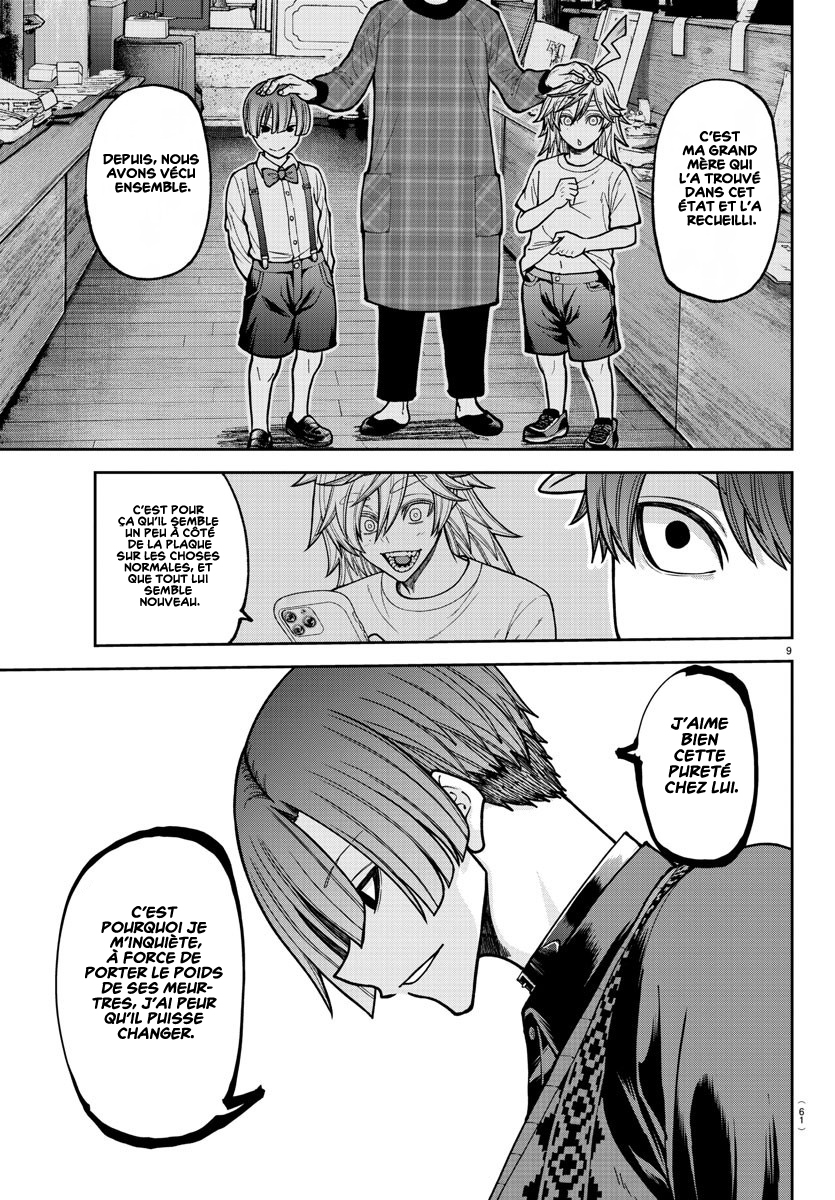 C'EST
MA GRAND
MÈRE QUI
L'A TROUVÉ
DANS CET
ÉTAT ET L'A
RECUEILLI.
DEPUIS, NOUS
AVONS VÉCU
ENSEMBLE.
C'EST POUR
ÇA QU'IL SEMBLE
UN PEU À CÔTÉ
DE LA PLAQUE
SUR LES CHOSES
NORMALES, ET
QUE TOUT LUI
SEMBLE
NOUVEAU.
9
J'AIME
BIEN
CETTE
PURETÉ
CHEZ LUI.
C'EST
POURQUOI JE
M'INQUIÈTE,
À FORCE DE
PORTER LE POIDS
DE SES MEUR-
TRES, J'AI PEUR
QU'IL PUISSE
CHANGER.
(61)